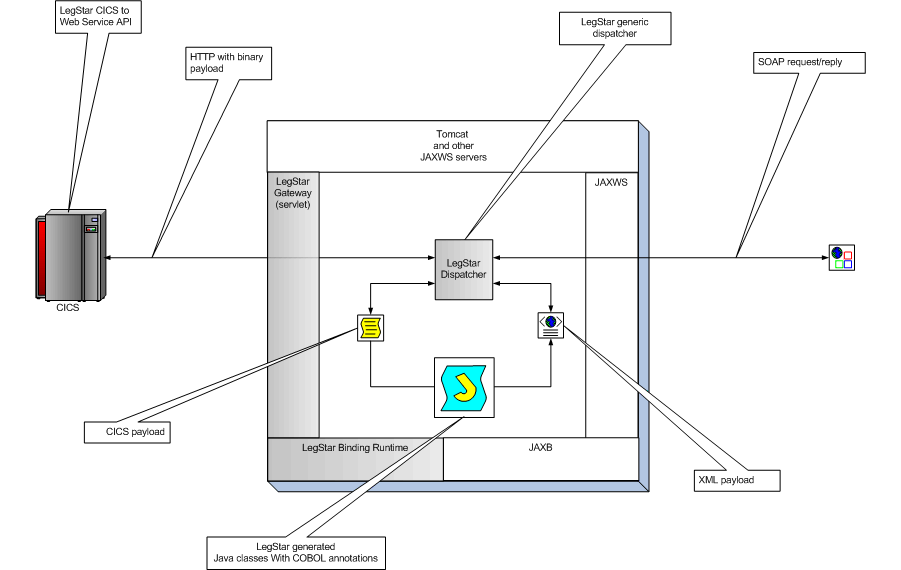 LegStar CICS to
Web Service API
LegStar generic
dispatcher
HTTP with binary
payload
SOAP request/reply
Tomcat
and other
JAXWS servers
LegStar
Gateway
(servlet)
JAXWS
LegStar
Dispatcher
CICS
CICS payload
LegStar Binding Runtime
JAXB
XML payload
LegStar generated
Java classes With COBOL annotations